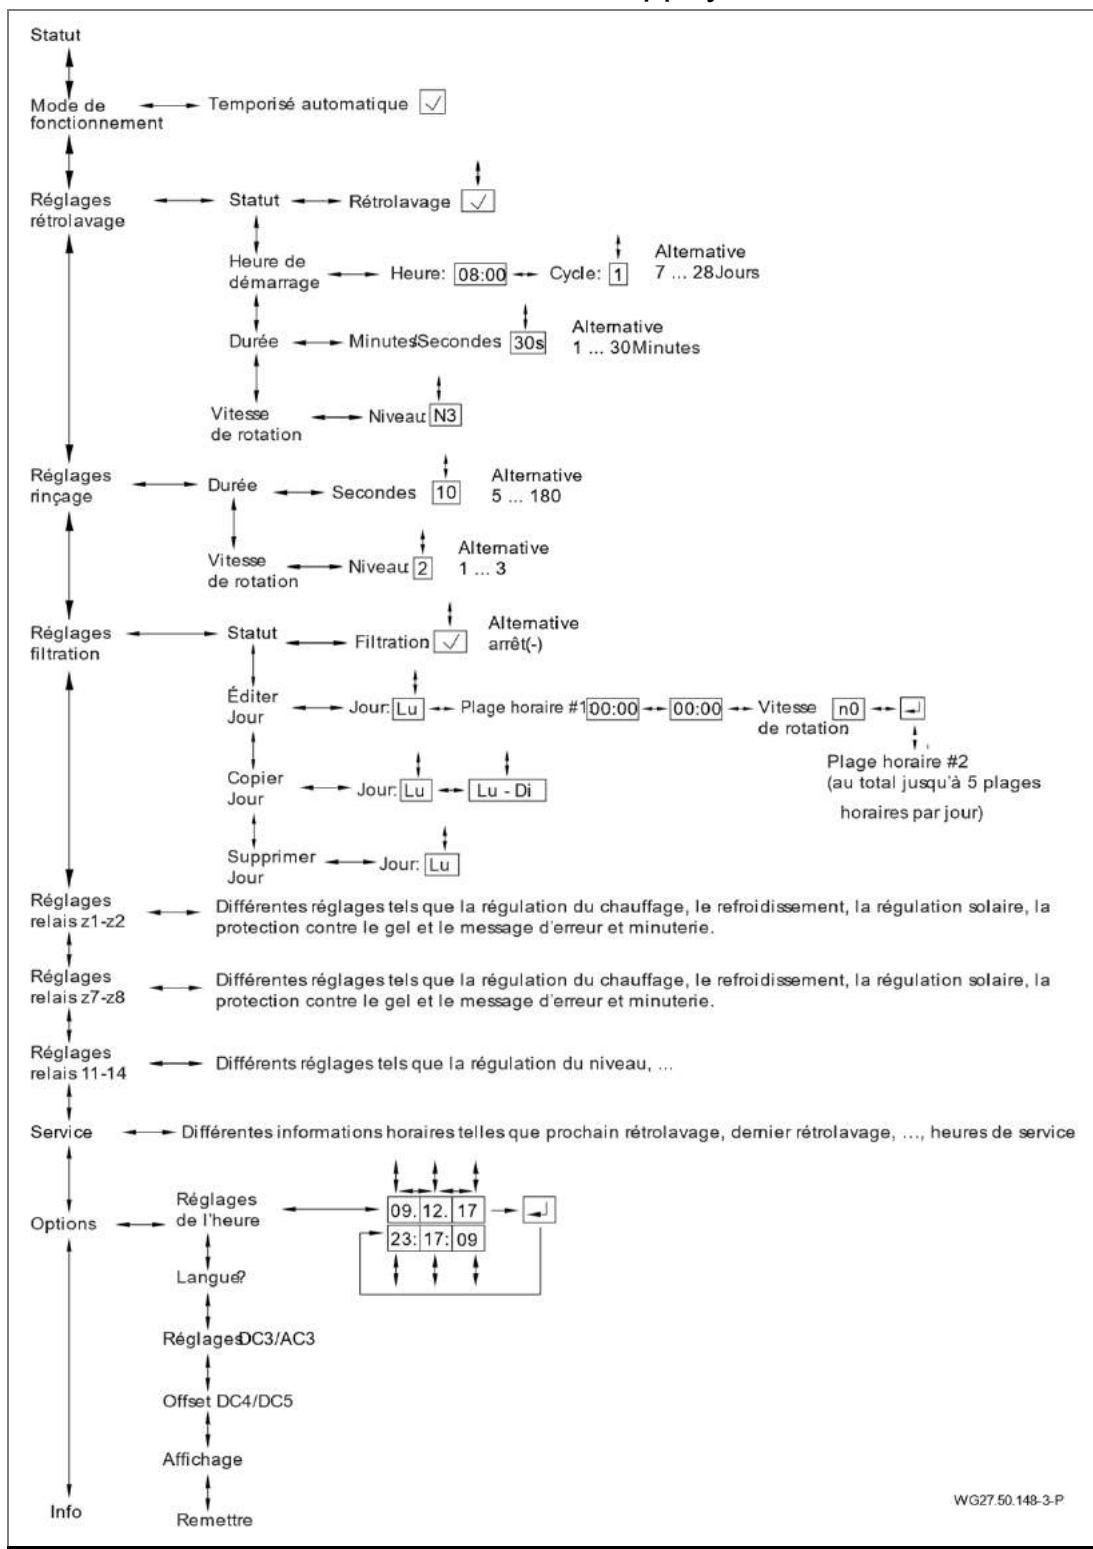 Statut
Mode de fonctionnement
Temporisé automatique
Réglages rétrolavage
Statut
Rétrolavage
Heure de démarrage
Heure: 08:00
Cycle: 1
Alternative
7 ... 28Jours
Durée
Minutes/Secondes 30s
Alternative
1 ... 30Minutes
Vitesse de rotation
Niveau: N3
Réglages rinçage
Durée
Secondes 10
Alternative
5 ... 180
Vitesse de rotation
Niveau: 2
Alternative
1 ... 3
Réglages filtration
Statut
Filtration
Alternative
arrêt(-)
Éditer Jour
Jour: Lu
Plage horaire #1 00:00 00:00
Vitesse de rotation n0
Plage horaire #2
(au total jusqu'à 5 plages
horaires par jour)
Copier Jour
Jour: Lu
Lu - Di
Supprimer Jour
Jour: Lu
Réglages relais z1-z2
Différentes réglages tels que la régulation du chauffage, le refroidissement, la régulation solaire, la
protection contre le gel et le message d'erreur et minuterie.
Réglages relais z7-z8
Différentes réglages tels que la régulation du chauffage, le refroidissement, la régulation solaire, la
protection contre le gel et le message d'erreur et minuterie.
Réglages relais 11-14
Différents réglages tels que la régulation du niveau, ...
Service
Différentes informations horaires telles que prochain rétrolavage, dernier rétrolavage, ..., heures de service
Options
Réglages de l'heure
09. 12. 17
23: 17: 09
Langue?
Réglages DC3/AC3
Offset DC4/DC5
Affichage
Remettre
Info
WG27.50.148-3-P